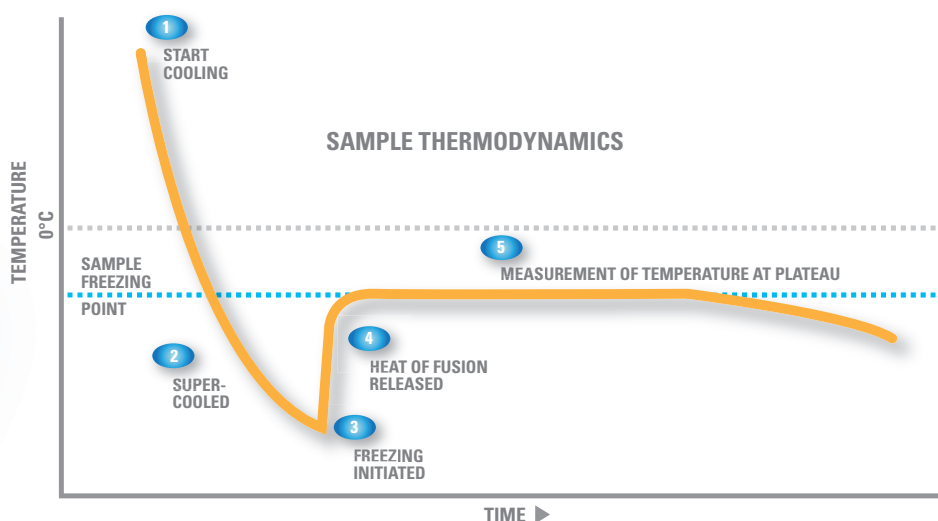 1
START
COOLING
SAMPLE THERMODYNAMICS
TEMPERATURE
0°C
5
SAMPLE
FREEZING
POINT
MEASUREMENT OF TEMPERATURE AT PLATEAU
2
SUPER-
COOLED
4
HEAT OF FUSION
RELEASED
3
FREEZING
INITIATED
TIME ▶